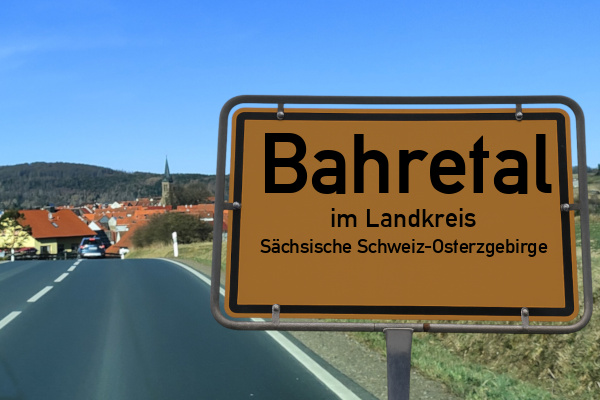 Bahretal
im Landkreis
Sächsische Schweiz-Osterzgebirge